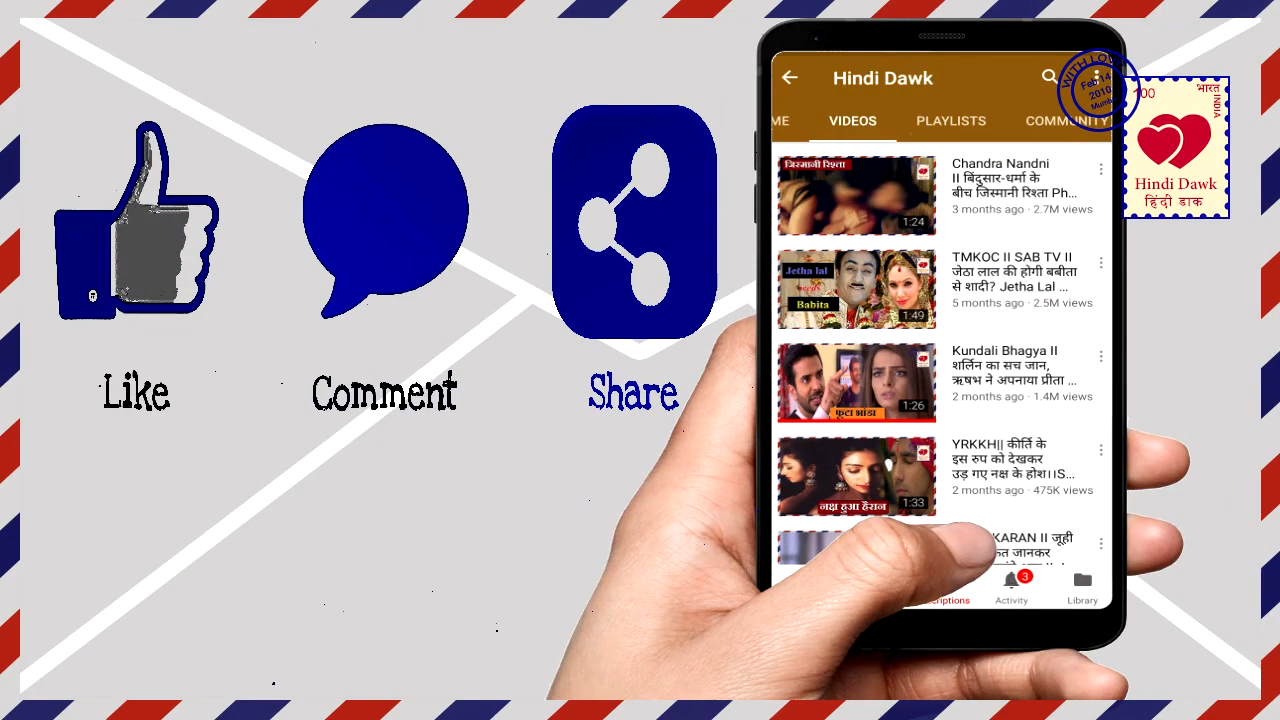 Like
Comment
Share
Hindi Dawk
ME VIDEOS PLAYLISTS COMMUNITY
जिस्मानी रिश्ता
1:24
Chandra Nandni
II बिंदुसार-धर्मा के
बीच जिस्मानी रिश्ता Ph...
3 months ago · 2.7M views
Jetha lal
weds
Babita
1:49
TMKOC II SAB TV II
जेठा लाल की होगी बबीता
से शादी? Jetha Lal ...
5 months ago · 2.5M views
फूटा भांडा
1:26
Kundali Bhagya II
शर्लिन का सच जान,
ऋषभ ने अपनाया प्रीता ...
2 months ago · 1.4M views
नक्ष हुआ हैरान
1:33
YRKKH|| कीर्ति के
इस रुप को देखकर
उड़ गए नक्ष के होश।।S...
2 months ago · 475K views
KARAN II जूही
जानकर
criptions
3
Activity
Library
WITH LOVE
Feb 14
2010
Mumb
100
भारत
INDIA
Hindi Dawk
हिंदी डाक